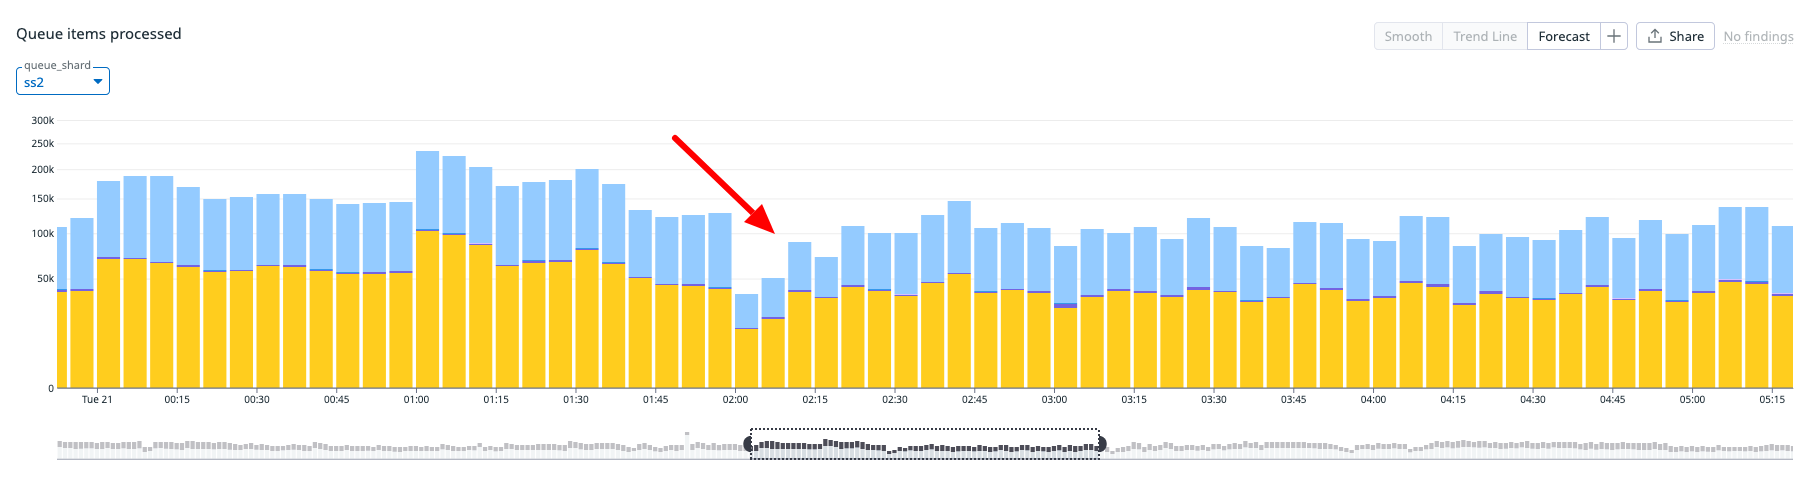 Queue items processed
Smooth Trend Line Forecast + Share No findings
queue_shard
ss2
300k
250k
200k
150k
100k
50k
0
Tue 21 00:15 00:30 00:45 01:00 01:15 01:30 01:45 02:00 02:15 02:30 02:45 03:00 03:15 03:30 03:45 04:00 04:15 04:30 04:45 05:00 05:15